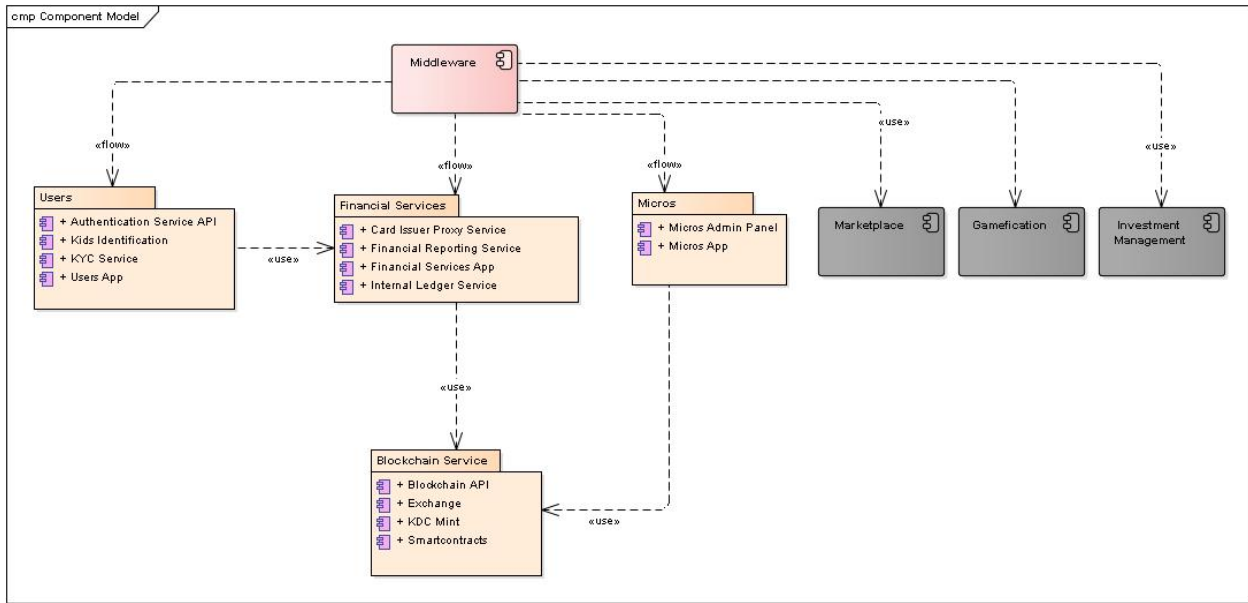 cmp Component Model
Middleware
«flow»
«flow»
«flow»
«use»
«use»
Users
+ Authentication Service API
+ Kids Identification
+ KYC Service
+ Users App
«use»
Financial Services
+ Card Issuer Proxy Service
+ Financial Reporting Service
+ Financial Services App
+ Internal Ledger Service
Micros
+ Micros Admin Panel
+ Micros App
Marketplace
Gamefication
Investment
Management
«use»
Blockchain Service
+ Blockchain API
+ Exchange
+ KDC Mint
+ Smartcontracts
«use»